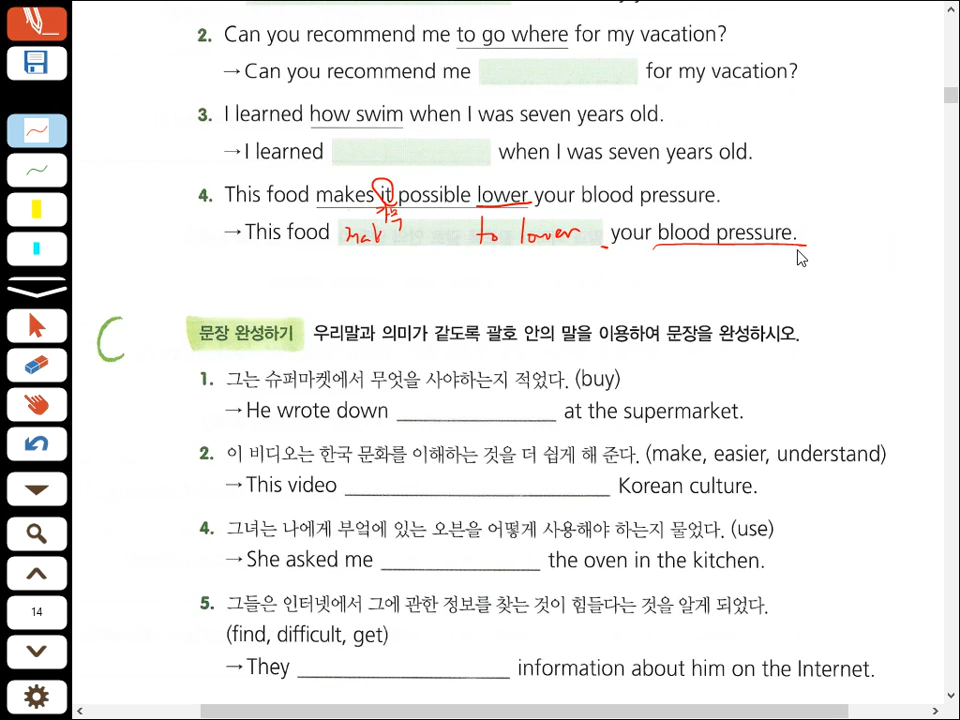 2. Can you recommend me to go where for my vacation?
→ Can you recommend me for my vacation?
3. I learned how swim when I was seven years old.
→ I learned when I was seven years old.
4. This food makes it possible lower your blood pressure.
→ This food to lower your blood pressure.
C
문장 완성하기 우리말과 의미가 같도록 괄호 안의 말을 이용하여 문장을 완성하시오.
1. 그는 슈퍼마켓에서 무엇을 사야하는지 적었다. (buy)
→ He wrote down ____________ at the supermarket.
2. 이 비디오는 한국 문화를 이해하는 것을 더 쉽게 해 준다. (make, easier, understand)
→ This video ____________ Korean culture.
4. 그녀는 나에게 부엌에 있는 오븐을 어떻게 사용해야 하는지 물었다. (use)
→ She asked me ____________ the oven in the kitchen.
5. 그들은 인터넷에서 그에 관한 정보를 찾는 것이 힘들다는 것을 알게 되었다.
(find, difficult, get)
→ They ____________ information about him on the Internet.
14